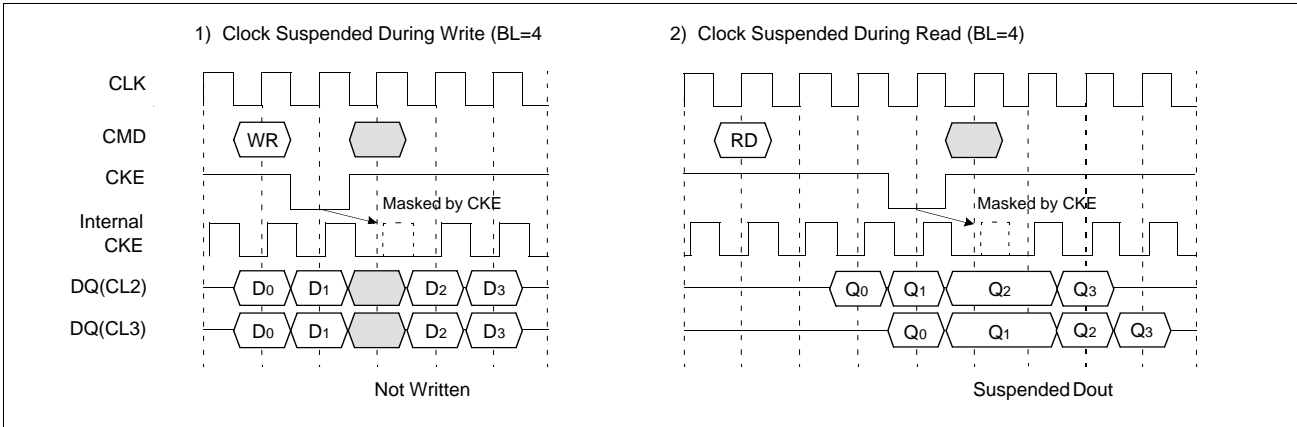 1) Clock Suspended During Write (BL=4
2) Clock Suspended During Read (BL=4)
CLK
CMD
WR
RD
CKE
Masked by CKE
Masked by CKE
Internal
CKE
DQ(CL2)
D0 D1 D2 D3
Q0 Q1 Q2 Q3
DQ(CL3)
D0 D1 D2 D3
Q0 Q1 Q2 Q3
Not Written
Suspended Dout